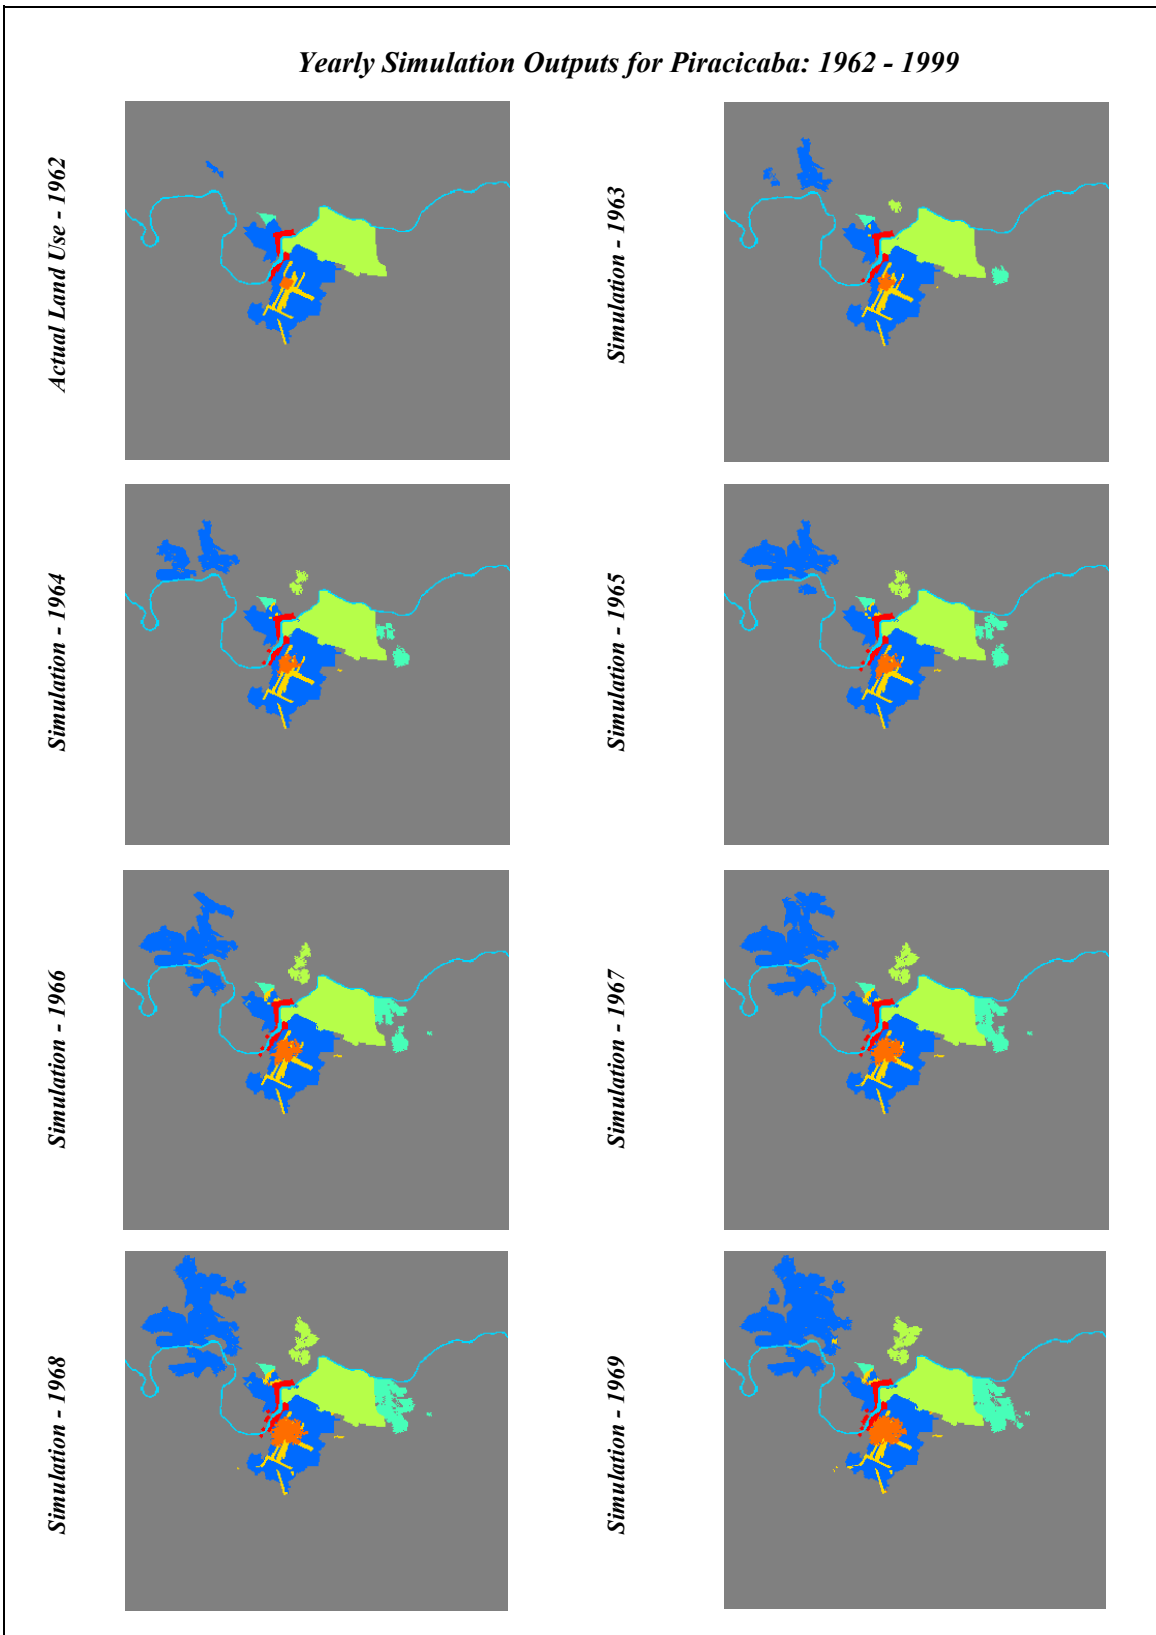 Yearly Simulation Outputs for Piracicaba: 1962 - 1999
Actual Land Use - 1962
Simulation - 1963
Simulation - 1964
Simulation - 1965
Simulation - 1966
Simulation - 1967
Simulation - 1968
Simulation - 1969